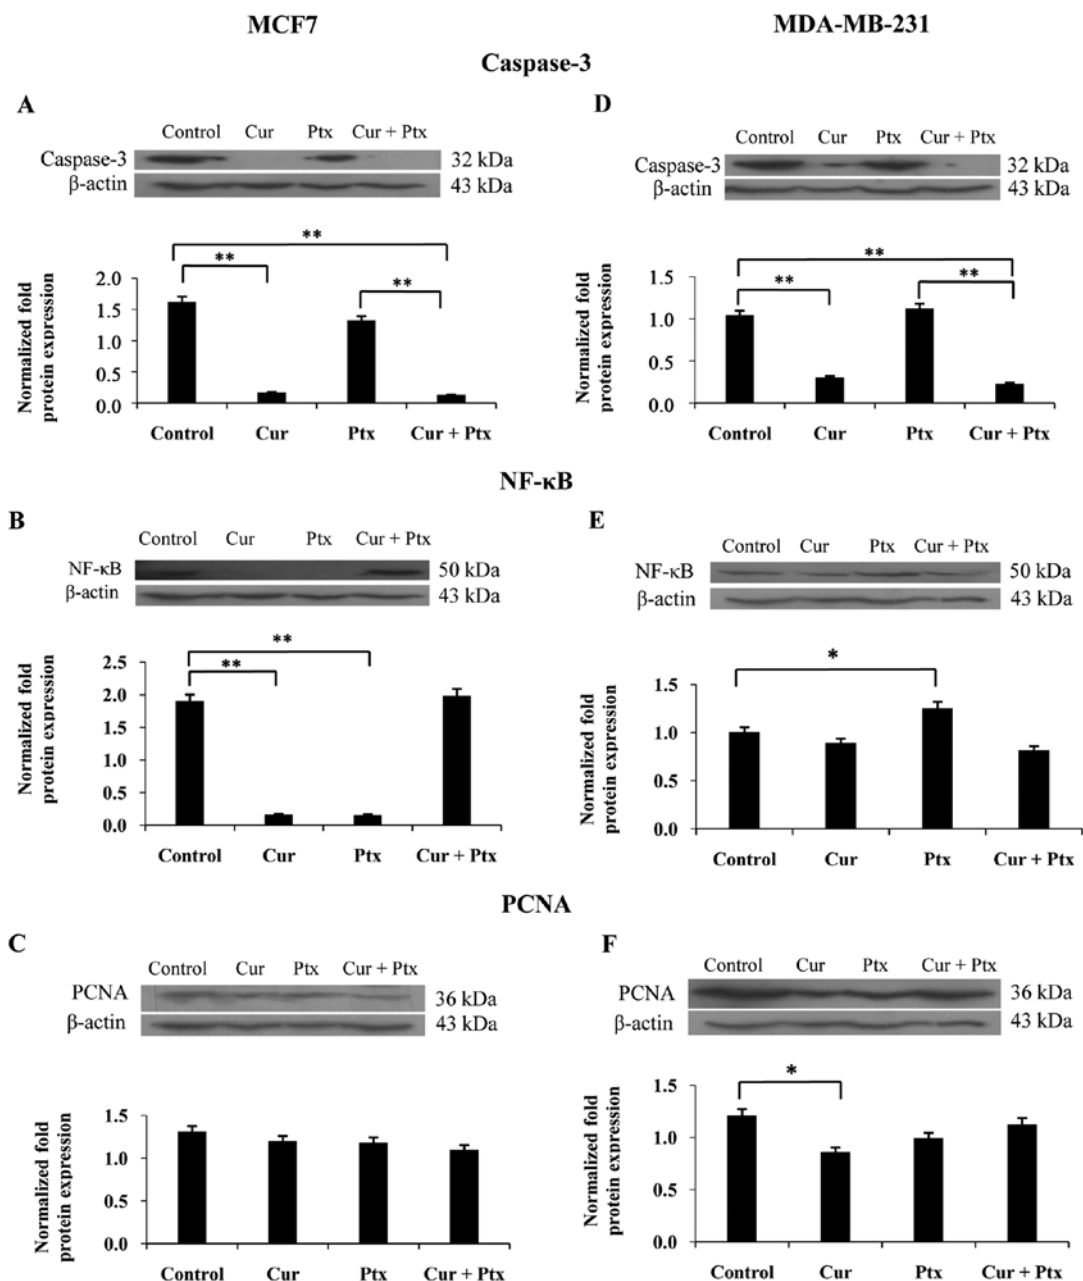 MCF7 MDA-MB-231
Caspase-3
A
Control Cur Ptx Cur + Ptx
Caspase-3 32 kDa
β-actin 43 kDa
** 
** **
Normalized fold
protein expression
2.0
1.5
1.0
0.5
0.0
Control Cur Ptx Cur + Ptx
D
Control Cur Ptx Cur + Ptx
Caspase-3 32 kDa
β-actin 43 kDa
**
** **
Normalized fold
protein expression
1.5
1.0
0.5
0.0
Control Cur Ptx Cur + Ptx
NF-κB
B
Control Cur Ptx Cur + Ptx
NF-κB 50 kDa
β-actin 43 kDa
**
**
Normalized fold
protein expression
2.5
2.0
1.5
1.0
0.5
0.0
Control Cur Ptx Cur + Ptx
E
Control Cur Ptx Cur + Ptx
NF-κB 50 kDa
β-actin 43 kDa
*
Normalized fold
protein expression
1.5
1.0
0.5
0.0
Control Cur Ptx Cur + Ptx
PCNA
C
Control Cur Ptx Cur + Ptx
PCNA 36 kDa
β-actin 43 kDa
Normalized fold
protein expression
1.5
1.0
0.5
0.0
Control Cur Ptx Cur + Ptx
F
Control Cur Ptx Cur + Ptx
PCNA 36 kDa
β-actin 43 kDa
*
Normalized fold
protein expression
1.5
1.0
0.5
0.0
Control Cur Ptx Cur + Ptx